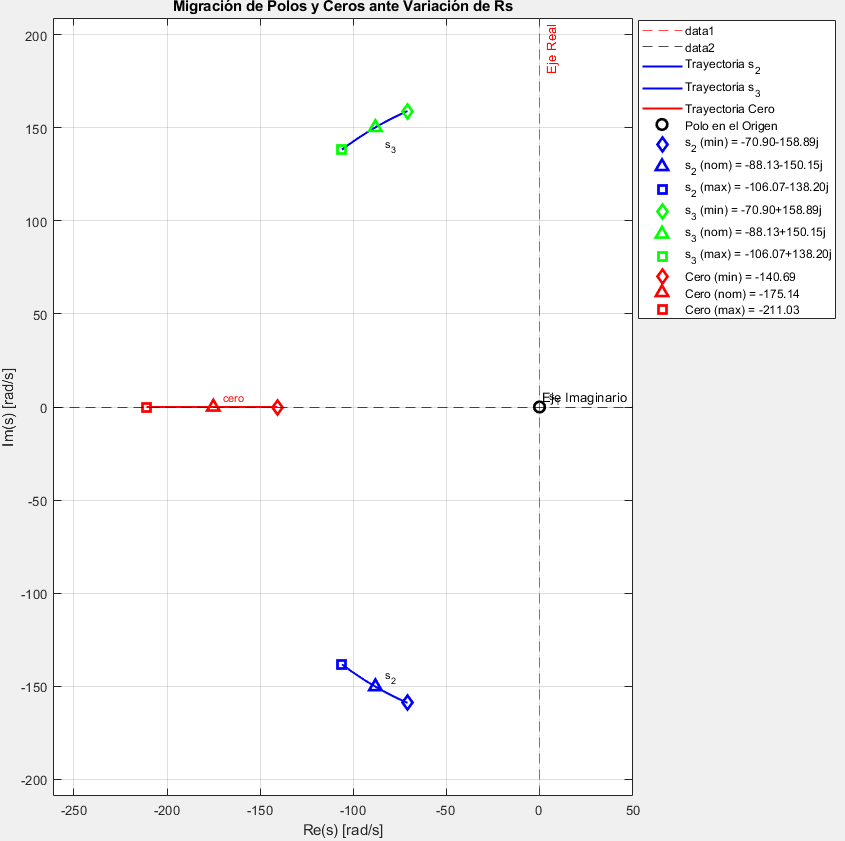 Migración de Polos y Ceros ante Variación de Rs
200
150
100
50
0
-50
-100
-150
-200
Im(s) [rad/s]
-250
-200
-150
-100
-50
0
50
Re(s) [rad/s]
Eje Real
Eje Imaginario
s3
cero
s2
data1
data2
Trayectoria s2
Trayectoria s3
Trayectoria Cero
Polo en el Origen
s2 (min) = -70.90-158.89j
s2 (nom) = -88.13-150.15j
s2 (max) = -106.07-138.20j
s3 (min) = -70.90+158.89j
s3 (nom) = -88.13+150.15j
s3 (max) = -106.07+138.20j
Cero (min) = -140.69
Cero (nom) = -175.14
Cero (max) = -211.03